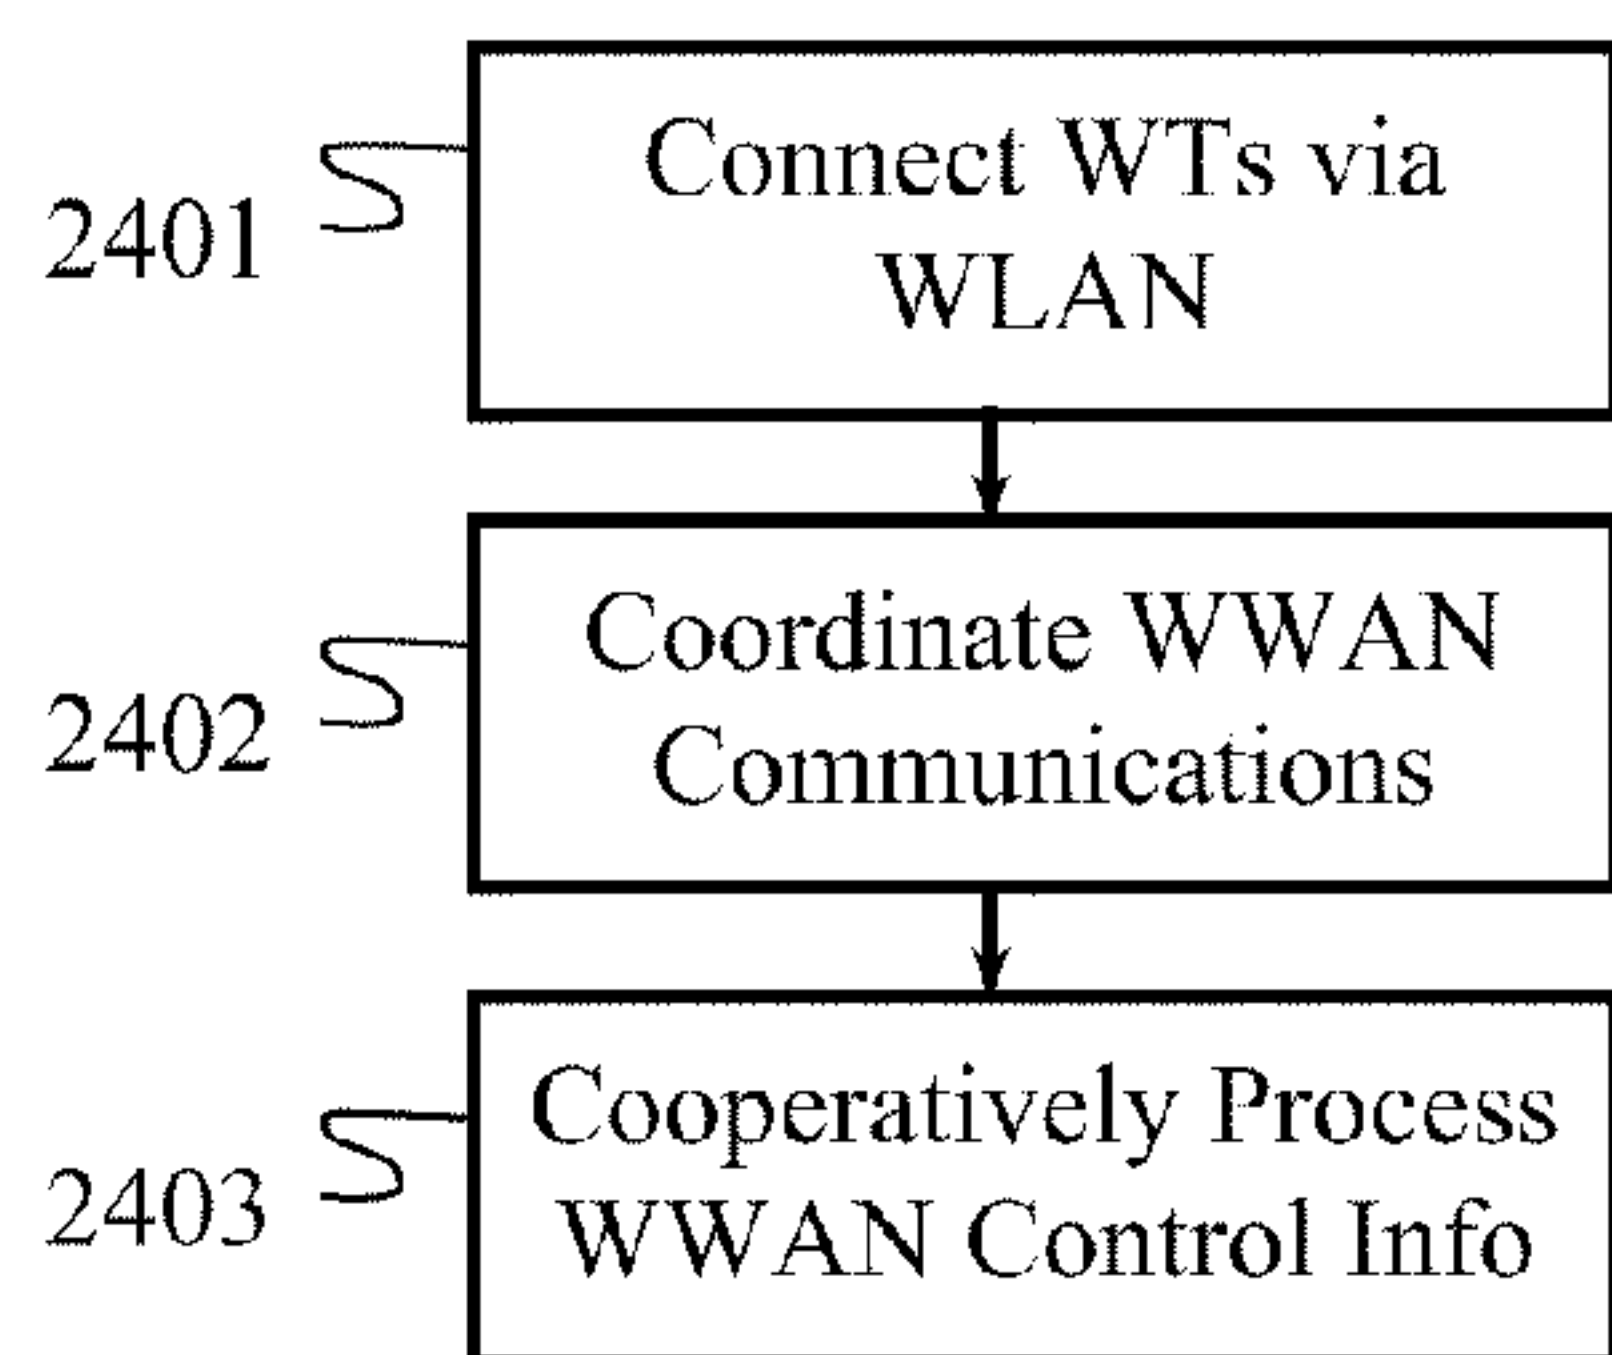 2401
Connect WTs via
WLAN
2402
Coordinate WWAN
Communications
2403
Cooperatively Process
WWAN Control Info